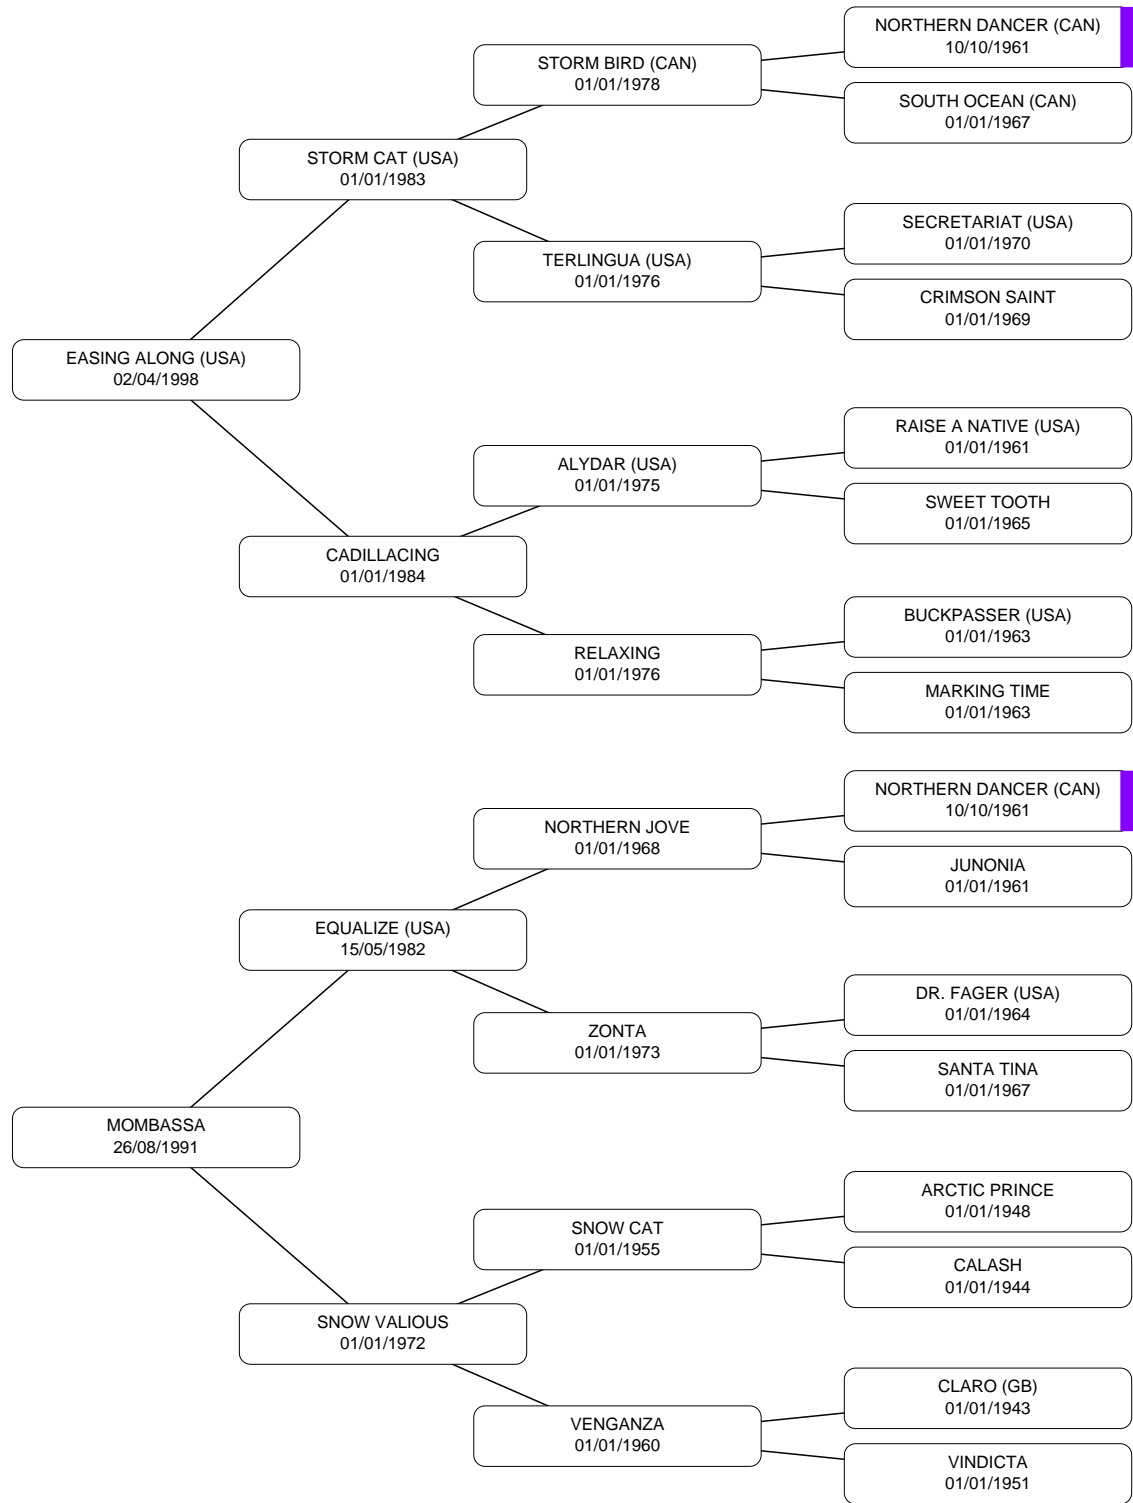 NORTHERN DANCER (CAN)
10/10/1961
STORM BIRD (CAN)
01/01/1978
SOUTH OCEAN (CAN)
01/01/1967
STORM CAT (USA)
01/01/1983
SECRETARIAT (USA)
01/01/1970
TERLINGUA (USA)
01/01/1976
CRIMSON SAINT
01/01/1969
EASING ALONG (USA)
02/04/1998
RAISE A NATIVE (USA)
01/01/1961
ALYDAR (USA)
01/01/1975
SWEET TOOTH
01/01/1965
CADILLACING
01/01/1984
BUCKPASSER (USA)
01/01/1963
RELAXING
01/01/1976
MARKING TIME
01/01/1963
NORTHERN DANCER (CAN)
10/10/1961
NORTHERN JOVE
01/01/1968
JUNONIA
01/01/1961
EQUALIZE (USA)
15/05/1982
DR. FAGER (USA)
01/01/1964
ZONTA
01/01/1973
SANTA TINA
01/01/1967
MOMBASSA
26/08/1991
ARCTIC PRINCE
01/01/1948
SNOW CAT
01/01/1955
CALASH
01/01/1944
SNOW VALIOUS
01/01/1972
CLARO (GB)
01/01/1943
VENGANZA
01/01/1960
VINDICTA
01/01/1951